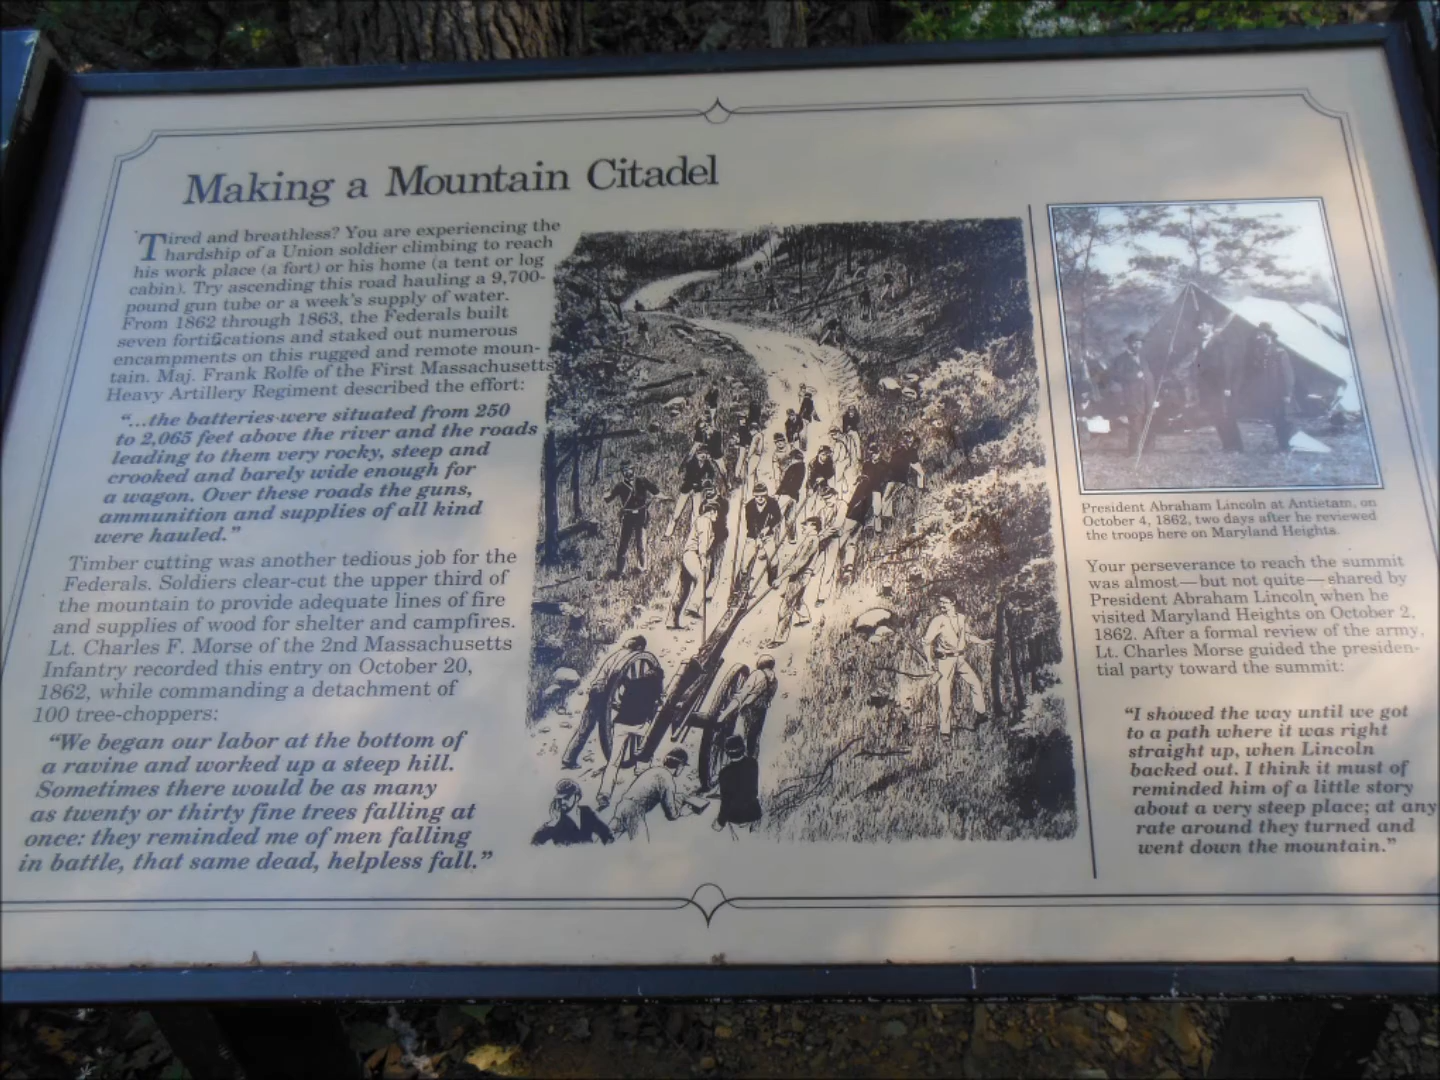 Making a Mountain Citadel
Tired and breathless? You are experiencing the
hardship of a Union soldier climbing to reach
his work place (a fort) or his home (a tent or log
cabin). Try ascending this road hauling a 9,700-
pound gun tube or a week's supply of water.
From 1862 through 1863, the Federals built
seven fortifications and staked out numerous
encampments on this rugged and remote moun-
tain. Maj. Frank Rolfe of the First Massachusetts
Heavy Artillery Regiment described the effort:
"...the batteries were situated from 250
to 2,065 feet above the river and the roads
leading to them very rocky, steep and
crooked and barely wide enough for
a wagon. Over these roads the guns,
ammunition and supplies of all kind
were hauled."
Timber cutting was another tedious job for the
Federals. Soldiers clear-cut the upper third of
the mountain to provide adequate lines of fire
and supplies of wood for shelter and campfires.
Lt. Charles F. Morse of the 2nd Massachusetts
Infantry recorded this entry on October 20,
1862, while commanding a detachment of
100 tree-choppers:
"We began our labor at the bottom of
a ravine and worked up a steep hill.
Sometimes there would be as many
as twenty or thirty fine trees falling at
once: they reminded me of men falling
in battle, that same dead, helpless fall."
President Abraham Lincoln at Antietam, on
October 4, 1862, two days after he reviewed
the troops here on Maryland Heights.
Your perseverance to reach the summit
was almost—but not quite—shared by
President Abraham Lincoln when he
visited Maryland Heights on October 2,
1862. After a formal review of the army,
Lt. Charles Morse guided the presiden-
tial party toward the summit:
"I showed the way until we got
to a path where it was right
straight up, when Lincoln
backed out. I think it must of
reminded him of a little story
about a very steep place; at any
rate around they turned and
went down the mountain."